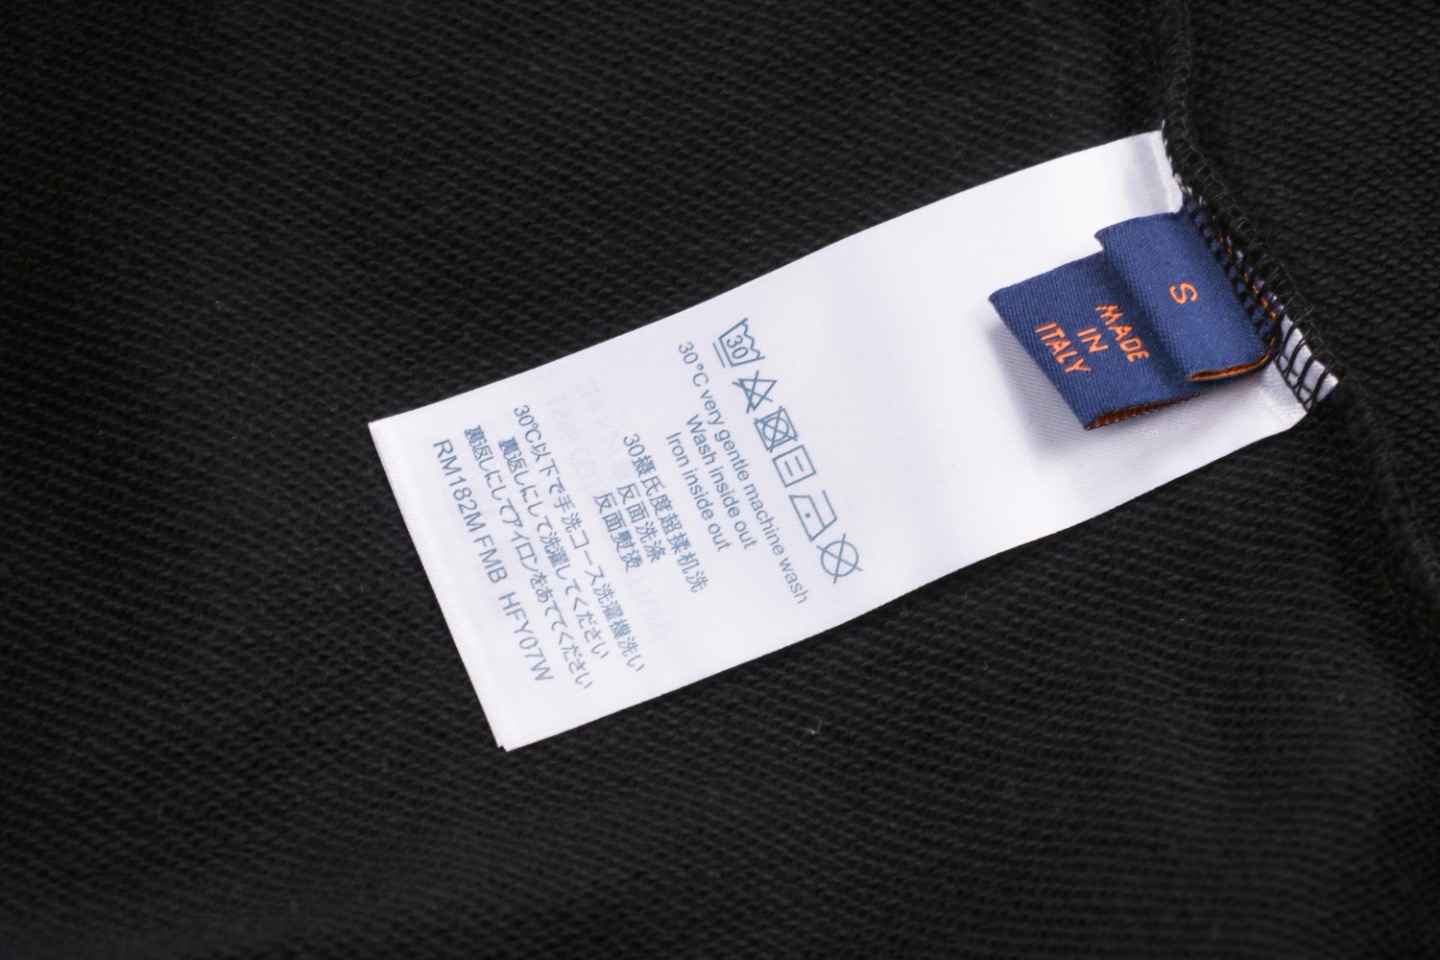 S
MADE
IN
ITALY
30
30°C very gentle machine wash
Wash inside out
Iron inside out
30摄氏度超揉机洗
反面洗涤
反面熨烫
30℃以下で手洗コース洗濯機洗い
裏返しにして洗濯してください
裏返しにしてアイロンをあててください
RM182M FMB HFY07W